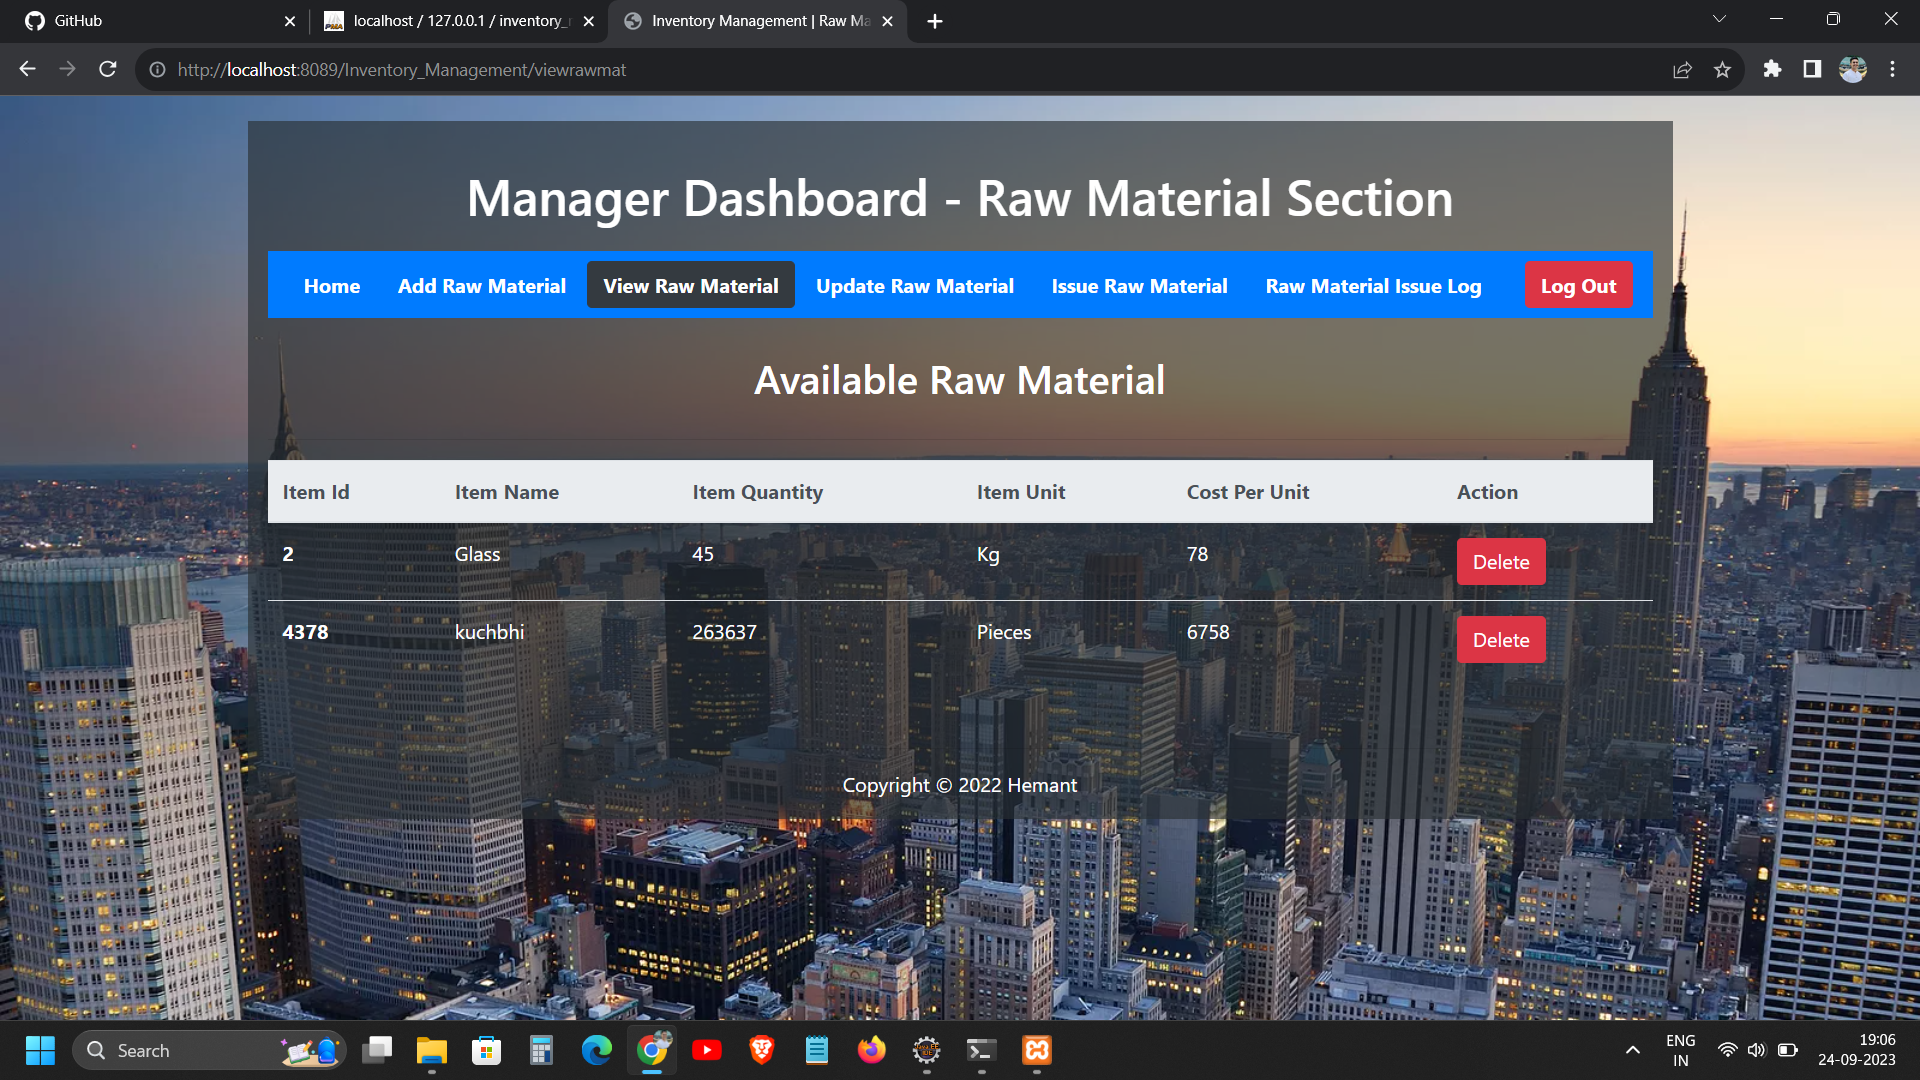 GitHub
localhost / 127.0.0.1 / inventory_
Inventory Management | Raw Ma
http://localhost:8089/Inventory_Management/viewrawmat
Manager Dashboard - Raw Material Section
Home Add Raw Material View Raw Material Update Raw Material Issue Raw Material Raw Material Issue Log Log Out
Available Raw Material
Item Id Item Name Item Quantity Item Unit Cost Per Unit Action
2 Glass 45 Kg 78 Delete
4378 kuchbhi 263637 Pieces 6758 Delete
Copyright © 2022 Hemant
Search
ENG
IN
19:06
24-09-2023